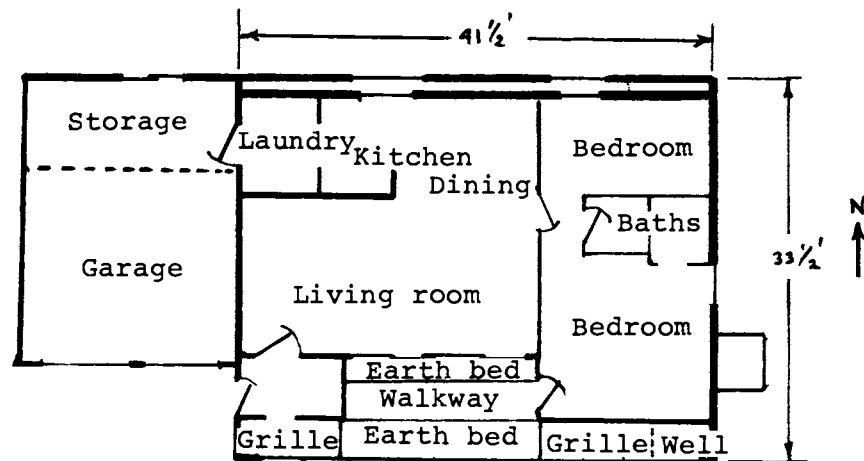 41½'
Storage
Laundry
Kitchen
Bedroom
Dining
Baths
N
Garage
33½'
Living room
Bedroom
Earth bed
Walkway
Grille
Earth bed
Grille
Well